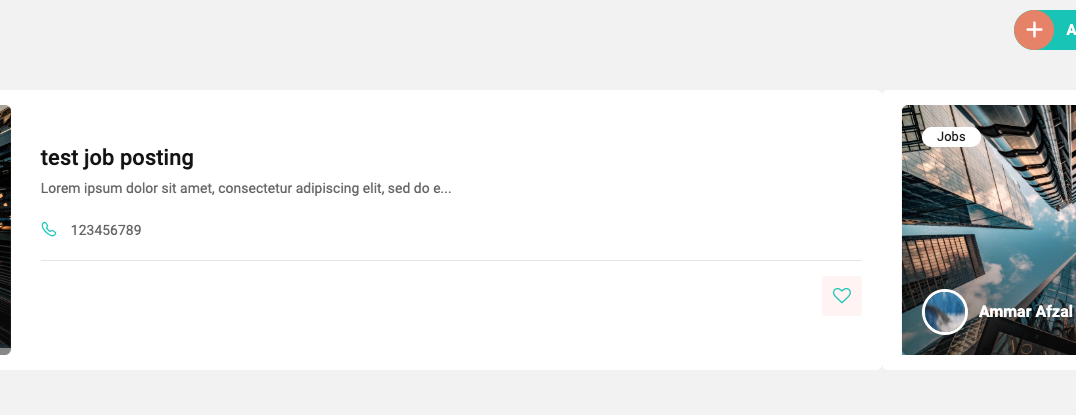 A
test job posting
Lorem ipsum dolor sit amet, consectetur adipiscing elit, sed do e...
123456789
Jobs
Ammar Afzal